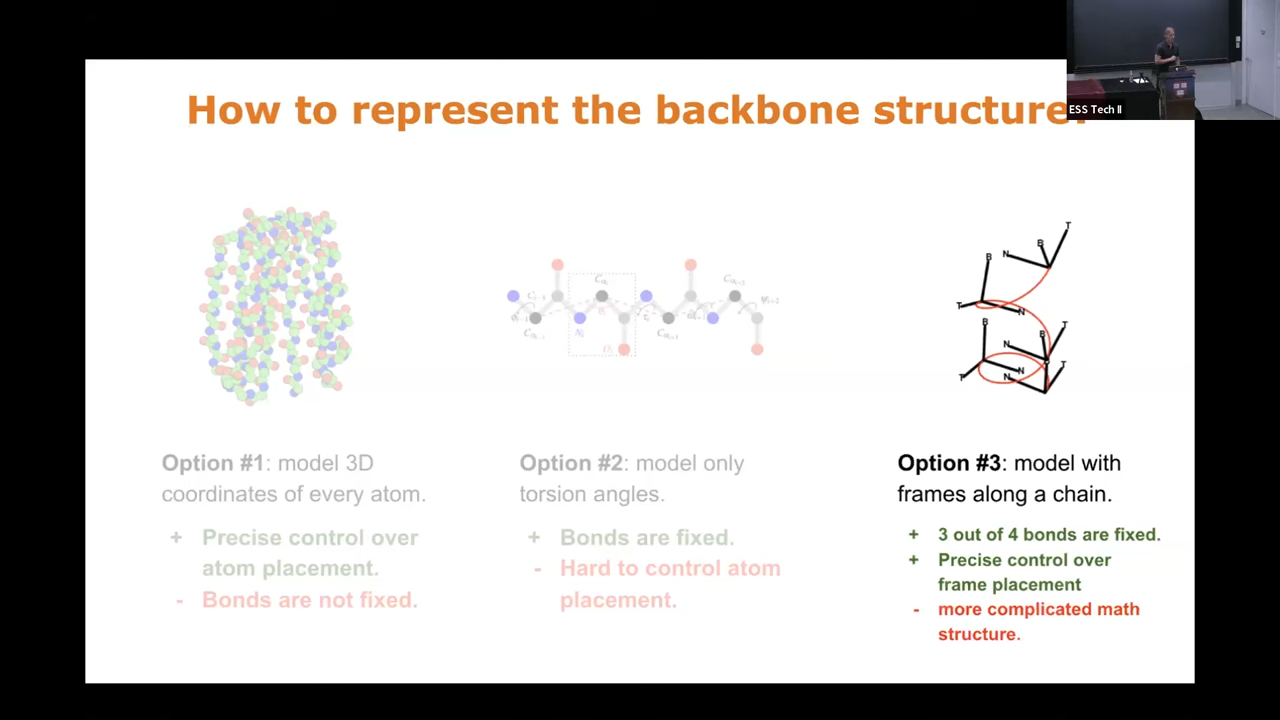 How to represent the backbone structure?
ESS Tech II
Option #1: model 3D
coordinates of every atom.
+ Precise control over
atom placement.
- Bonds are not fixed.
Option #2: model only
torsion angles.
+ Bonds are fixed.
- Hard to control atom
placement.
T
B
N
B
T
N
B
B
T
N
T
N
N
T
Option #3: model with
frames along a chain.
+ 3 out of 4 bonds are fixed.
+ Precise control over
frame placement
- more complicated math
structure.